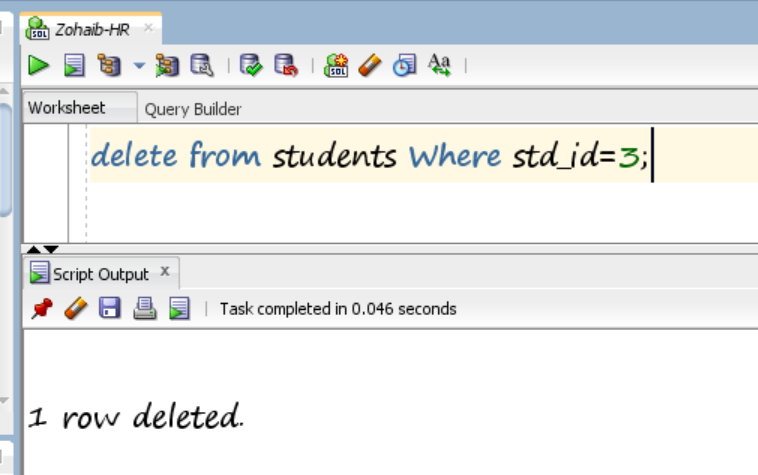 Zohaib-HR
Worksheet Query Builder
delete from students Where std_id=3;
Script Output x
Task completed in 0.046 seconds
1 row deleted.